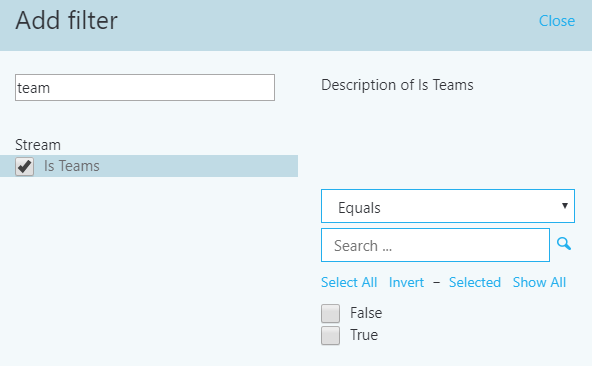 Add filter
Close
team
Description of Is Teams
Stream
Is Teams
Equals
Search ...
Select All Invert – Selected Show All
False
True